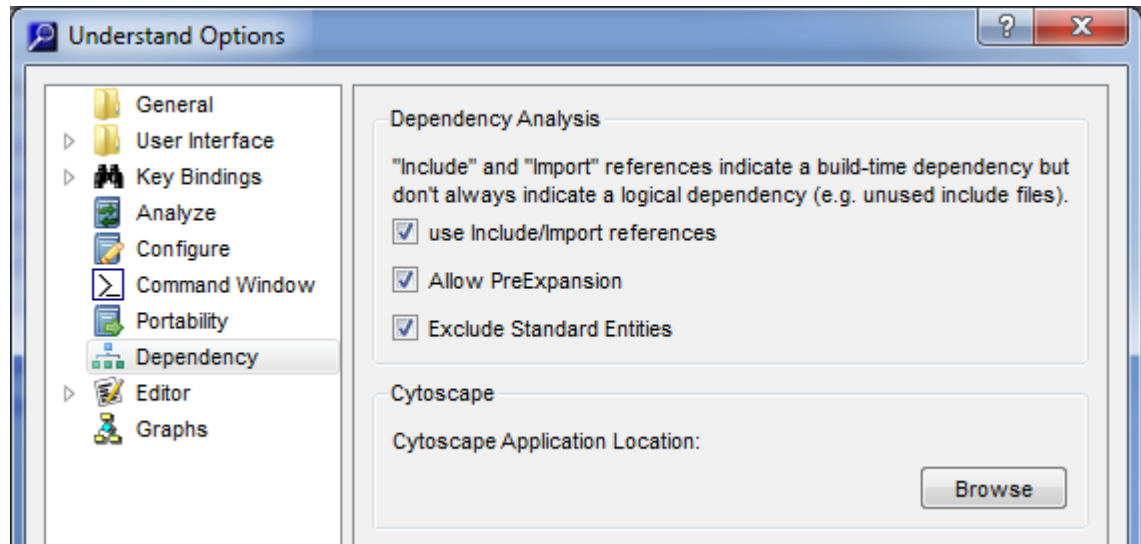 Understand Options
General
User Interface
Key Bindings
Analyze
Configure
Command Window
Portability
Dependency
Editor
Graphs
Dependency Analysis
"Include" and "Import" references indicate a build-time dependency but
don't always indicate a logical dependency (e.g. unused include files).
use Include/Import references
Allow PreExpansion
Exclude Standard Entities
Cytoscape
Cytoscape Application Location:
Browse